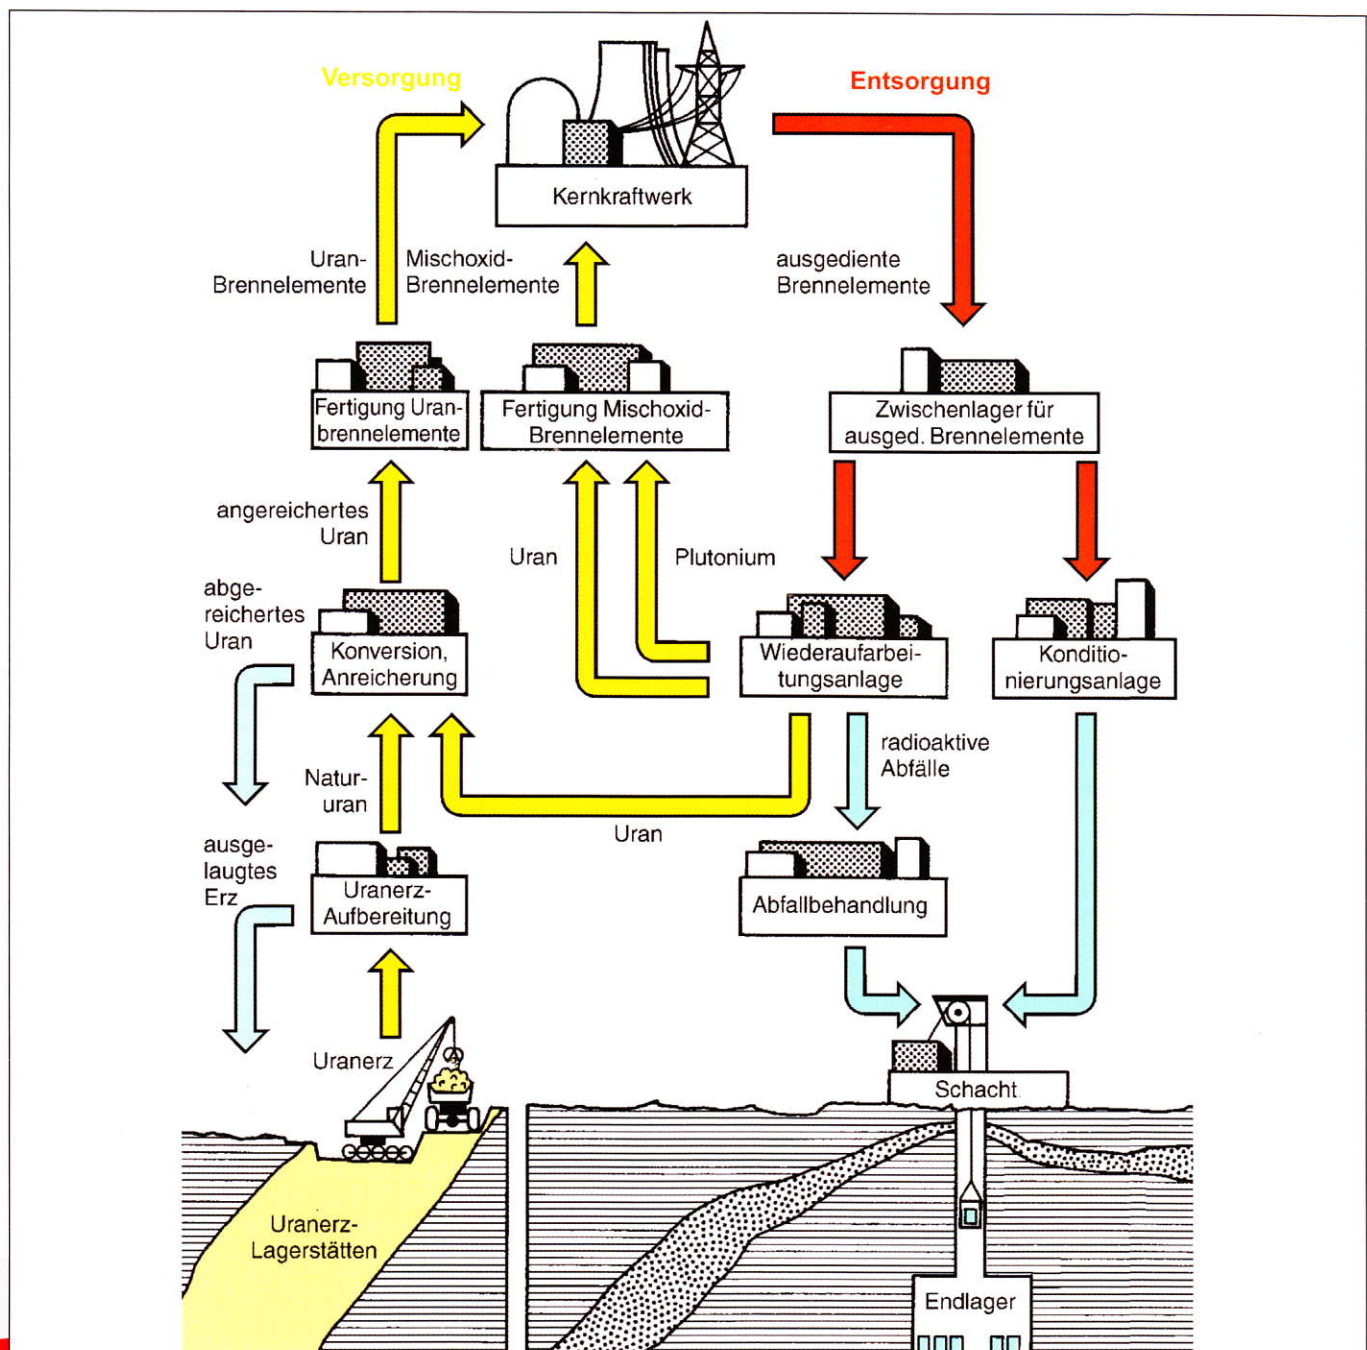 Versorgung
Entsorgung
Kernkraftwerk
Uran-
Brennelemente
Mischoxid-
Brennelemente
ausgediente
Brennelemente
Fertigung Uran-
brennelemente
Fertigung Mischoxid-
Brennelemente
Zwischenlager für
ausged. Brennelemente
angereichertes
Uran
Uran
Plutonium
abge-
reichertes
Uran
Konversion,
Anreicherung
Wiederaufarbei-
tungsanlage
Konditio-
nierungsanlage
radioaktive
Abfälle
Natur-
uran
Uran
ausge-
laugtes
Erz
Uranerz-
Aufbereitung
Abfallbehandlung
Uranerz
Schacht
Uranerz-
Lagerstätten
Endlager